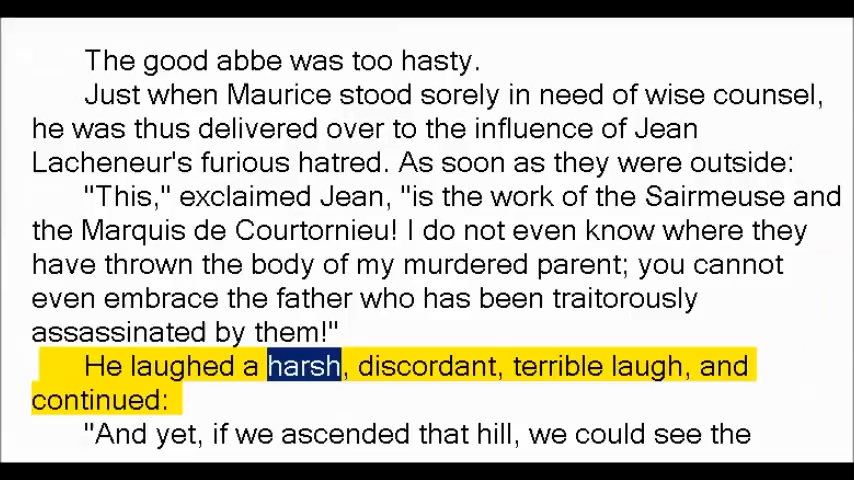 The good abbe was too hasty.
Just when Maurice stood sorely in need of wise counsel,
he was thus delivered over to the influence of Jean
Lacheneur's furious hatred. As soon as they were outside:
"This," exclaimed Jean, "is the work of the Sairmeuse and
the Marquis de Courtornieu! I do not even know where they
have thrown the body of my murdered parent; you cannot
even embrace the father who has been traitorously
assassinated by them!"
He laughed a harsh, discordant, terrible laugh, and
continued:
"And yet, if we ascended that hill, we could see the